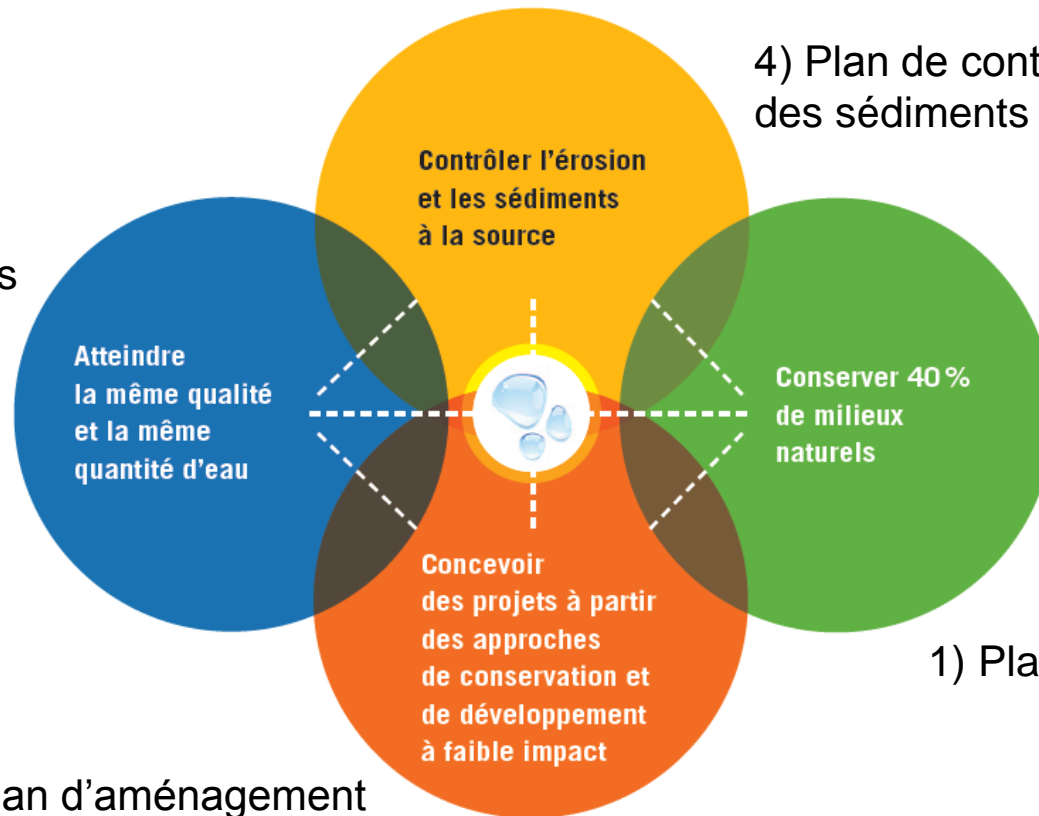 4) Plan de cont
des sédiments
Contrôler l’érosion
et les sédiments
à la source
s
Atteindre
la même qualité
et la même
quantité d’eau
Conserver 40 %
de milieux
naturels
Concevoir
des projets à partir
des approches
de conservation et
de développement
à faible impact
1) Pla
an d’aménagement